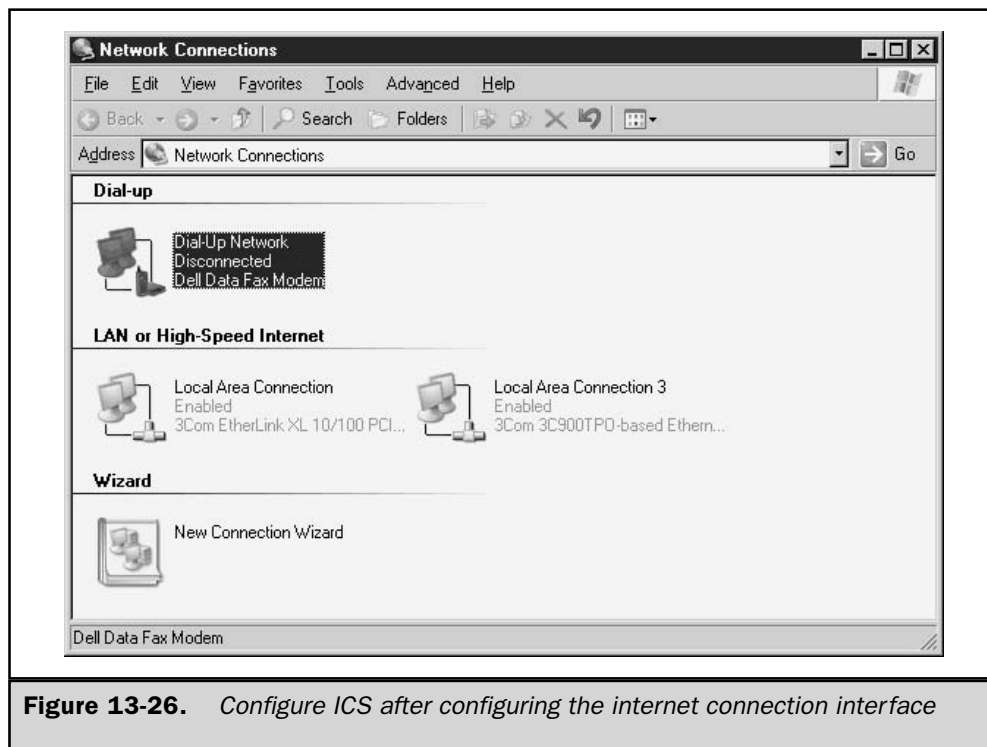 Network Connections
File Edit View Favorites Tools Advanced Help
Back Search Folders
Address Network Connections Go
Dial-up
Dial-Up Network
Disconnected
Dell Data Fax Modem
LAN or High-Speed Internet
Local Area Connection
Enabled
3Com EtherLink XL 10/100 PCI...
Local Area Connection 3
Enabled
3Com 3C900TPO-based Ethern...
Wizard
New Connection Wizard
Dell Data Fax Modem
Figure 13-26. Configure ICS after configuring the internet connection interface